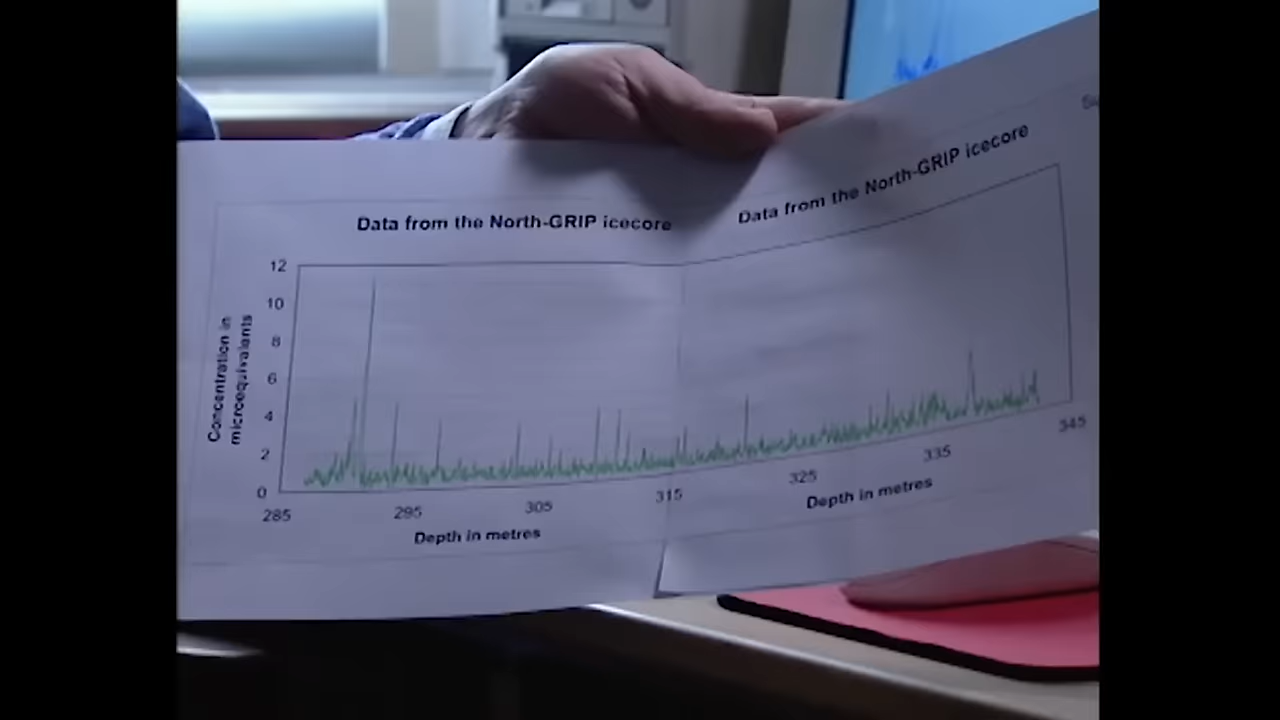 Data from the North-GRIP icecore
Data from the North-GRIP icecore
12
10
8
6
4
2
0
Concentration in
microequivalents
285
295
305
315
325
335
345
Depth in metres
Depth in metres